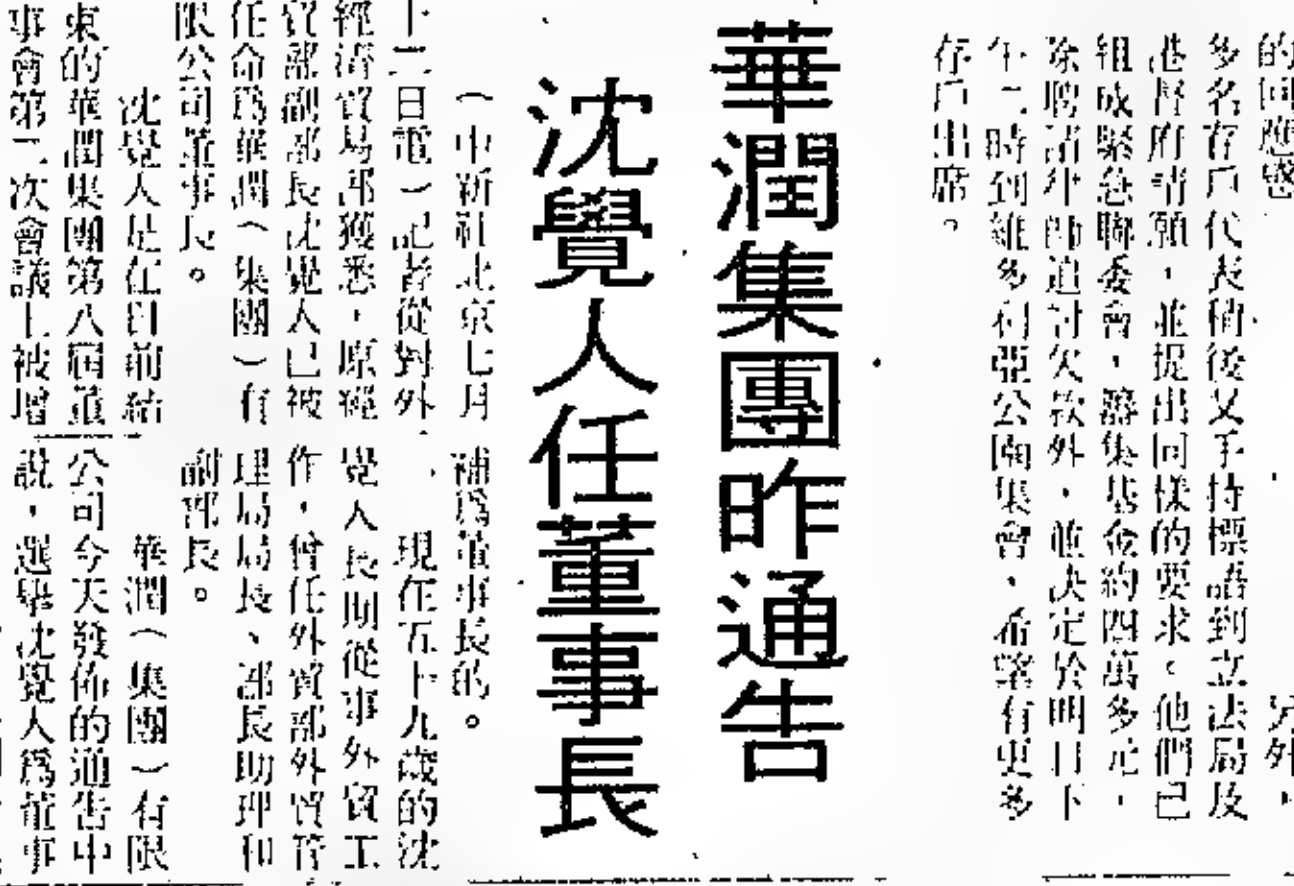 的回應
另外，
多名存戶代表稍後又手持標語到立法局及
港督府請願，並提出同樣的要求。他們已
組成緊急聯委會，籌集基金約四萬多元，
除聘請律師追討欠款外，並決定於明日下
午二時到維多利亞公園集會，希望有更多
存戶出席。
華潤集團昨通告
沈覺人任董事長
（中新社北京七月
十二日電）記者從對外
經濟貿易部獲悉，原經
貿部副部長沈覺人已被
任命爲華潤（集團）有
限公司董事長。
沈覺人是在日前結
束的華潤集團第八屆董
事會第二次會議上被增
補爲董事長的。
現在五十九歲的沈
覺人長期從事外貿工
作，曾任外貿部外貿管
理局局長、部長助理和
副部長。
華潤（集團）有限
公司今天發佈的通告中
說，選舉沈覺人爲董事